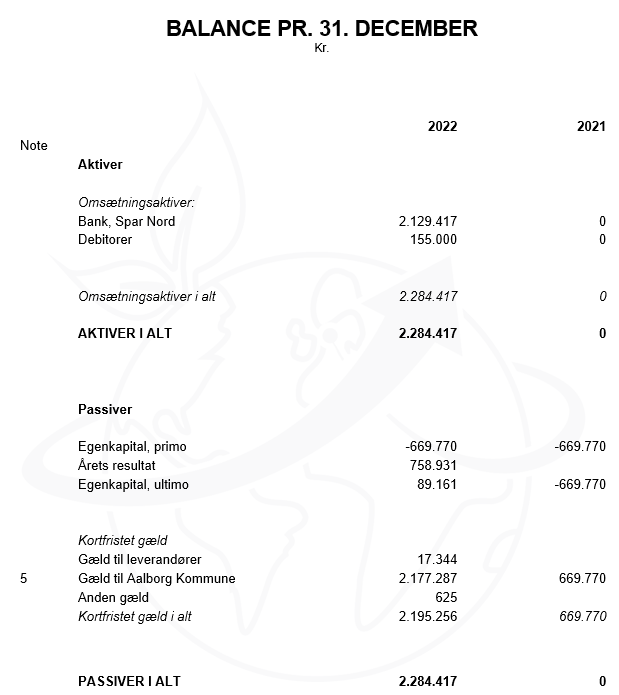 BALANCE PR. 31. DECEMBER
Kr.
2022 2021
Note
Aktiver
Omsætningsaktiver:
Bank, Spar Nord 2.129.417 0
Debitorer 155.000 0
Omsætningsaktiver i alt 2.284.417 0
AKTIVER I ALT 2.284.417 0
Passiver
Egenkapital, primo -669.770 -669.770
Årets resultat 758.931
Egenkapital, ultimo 89.161 -669.770
Kortfristet gæld
Gæld til leverandører 17.344
5 Gæld til Aalborg Kommune 2.177.287 669.770
Anden gæld 625
Kortfristet gæld i alt 2.195.256 669.770
PASSIVER I ALT 2.284.417 0